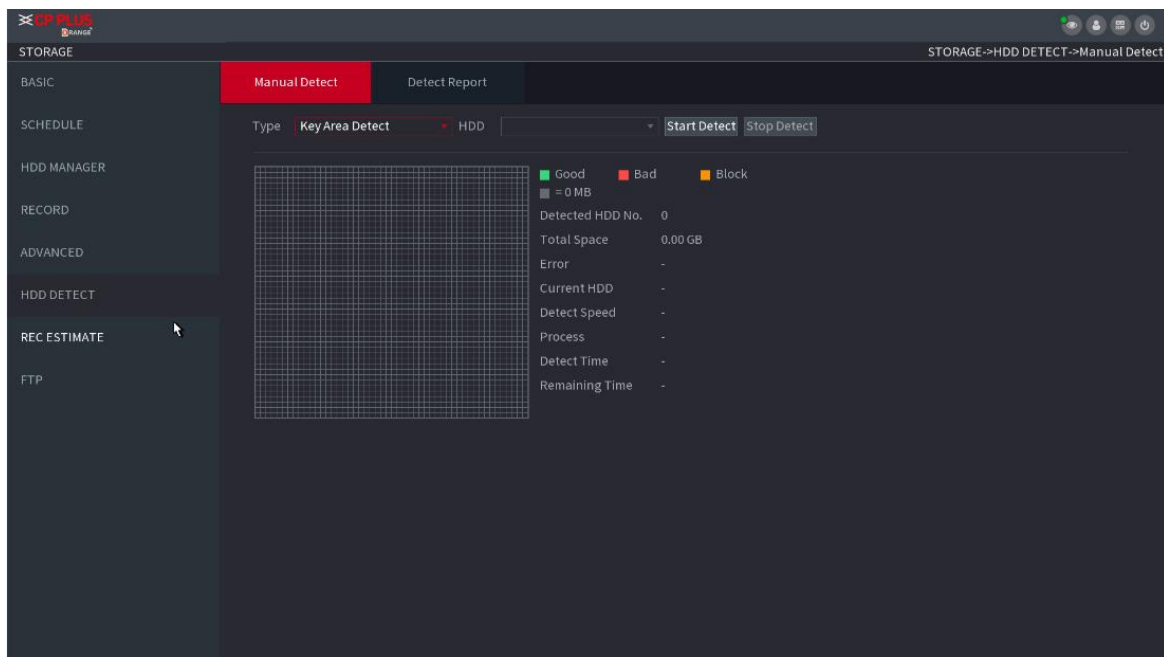 CP PLUS
ORANGE
STORAGE
STORAGE->HDD DETECT->Manual Detect
BASIC
SCHEDULE
HDD MANAGER
RECORD
ADVANCED
HDD DETECT
REC ESTIMATE
FTP
Manual Detect Detect Report
Type Key Area Detect HDD Start Detect Stop Detect
Good Bad Block
= 0 MB
Detected HDD No. 0
Total Space 0.00 GB
Error -
Current HDD -
Detect Speed -
Process -
Detect Time -
Remaining Time -